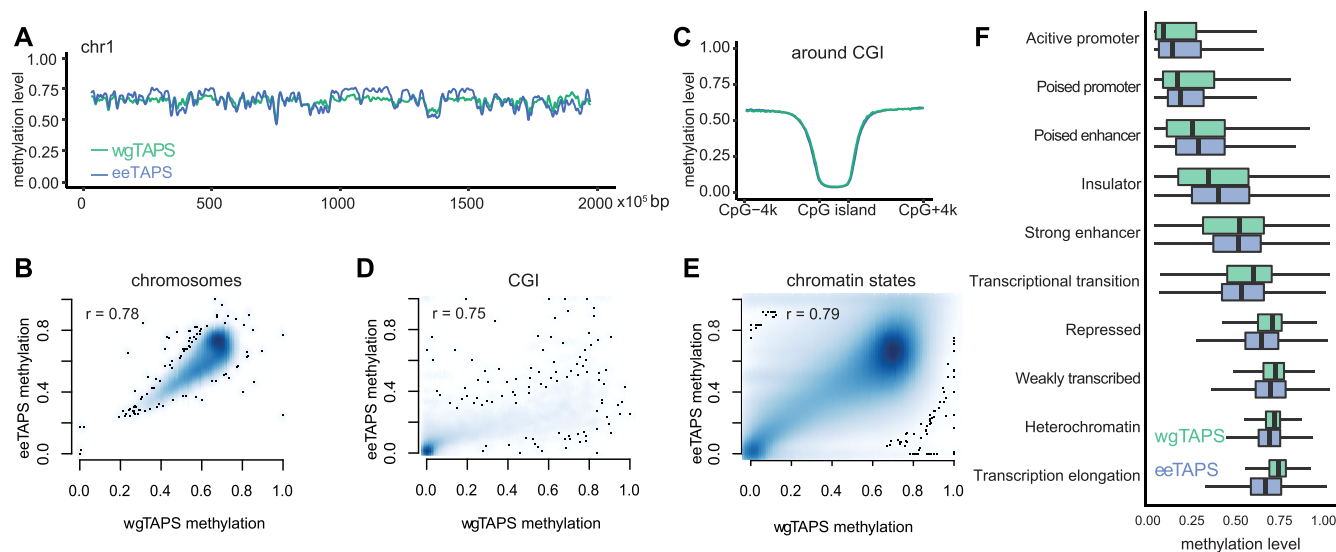 A
chr1
1.00
0.75
0.50
0.25
0.00
methylation level
wgTAPS
eeTAPS
0
500
1000
1500
2000
x10⁵ bp
B
chromosomes
r = 0.78
0.8
0.4
0.0
eeTAPS methylation
0.0 0.2 0.4 0.6 0.8 1.0
wgTAPS methylation
C
around CGI
1.00
0.75
0.50
0.25
0.00
methylation level
CpG−4k
CpG island
CpG+4k
D
CGI
r = 0.75
0.8
0.4
0.0
eeTAPS methylation
0.0 0.2 0.4 0.6 0.8 1.0
wgTAPS methylation
E
chromatin states
r = 0.79
0.8
0.4
0.0
eeTAPS methylation
0.0 0.2 0.4 0.6 0.8 1.0
wgTAPS methylation
F
Acitive promoter
Poised promoter
Poised enhancer
Insulator
Strong enhancer
Transcriptional transition
Repressed
Weakly transcribed
Heterochromatin
Transcription elongation
wgTAPS
eeTAPS
0.00 0.25 0.50 0.75 1.00
methylation level